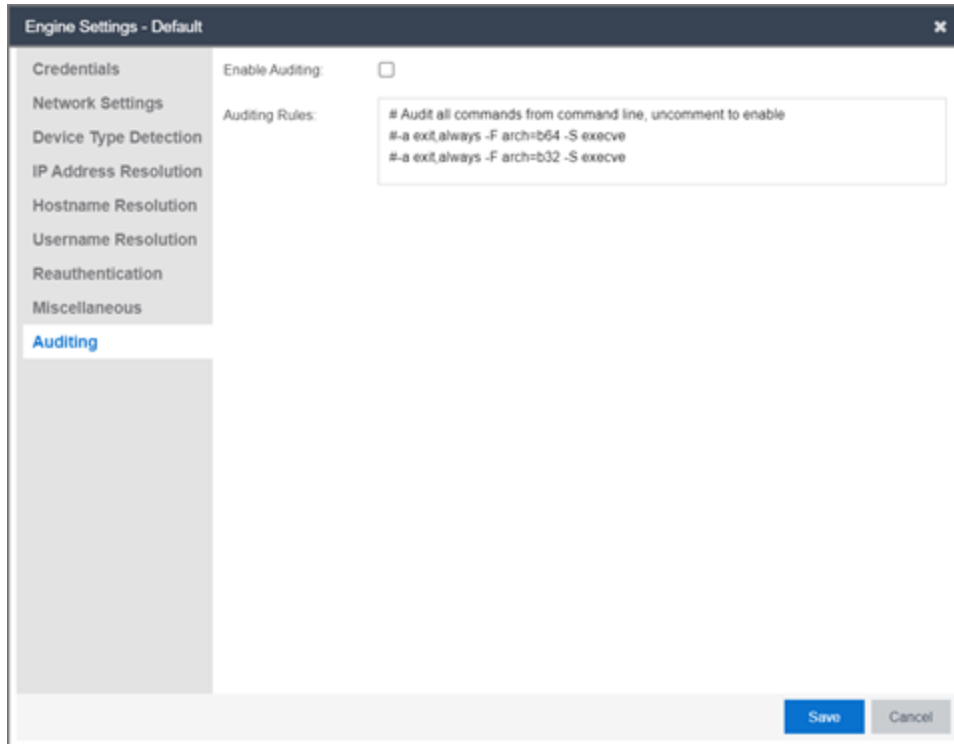 Engine Settings - Default
Credentials
Network Settings
Device Type Detection
IP Address Resolution
Hostname Resolution
Username Resolution
Reauthentication
Miscellaneous
Auditing
Enable Auditing:
Auditing Rules:
# Audit all commands from command line, uncomment to enable
#-a exit,always -F arch=b64 -S execve
#-a exit,always -F arch=b32 -S execve
Save
Cancel